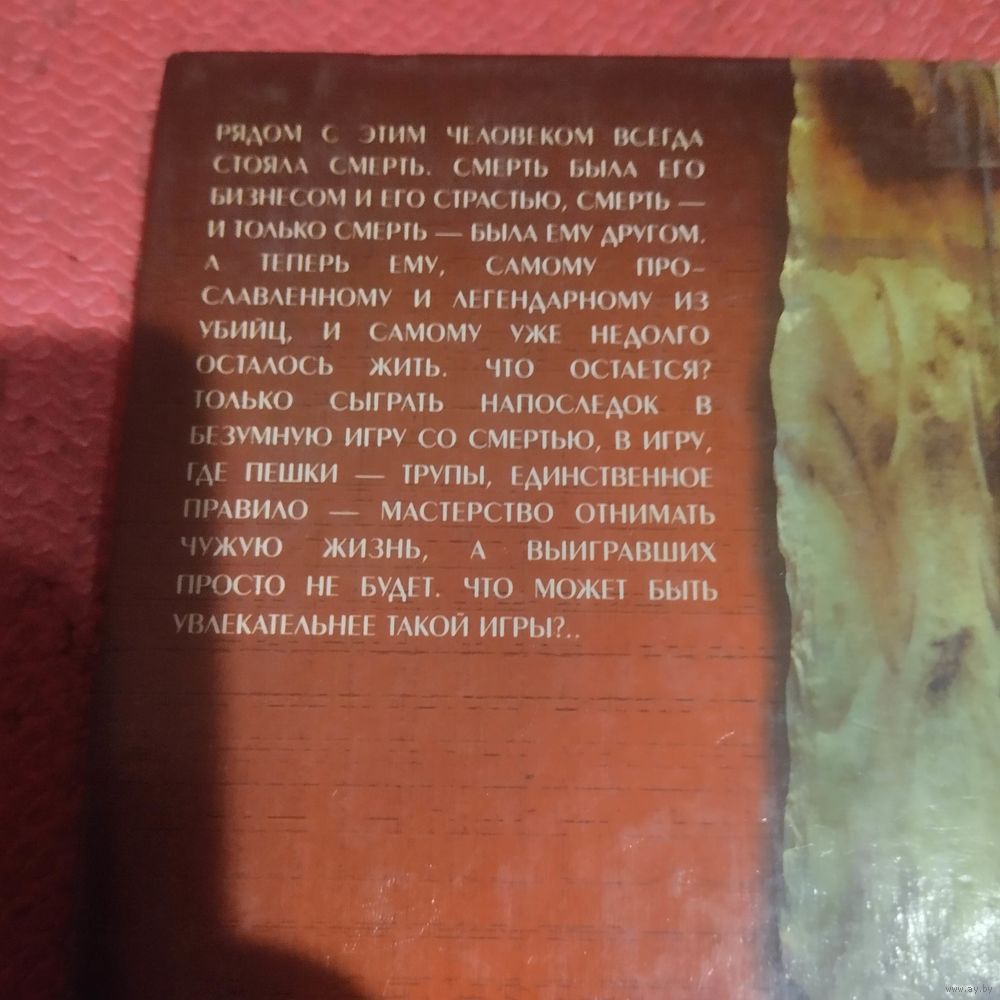 РЯДОМ С ЭТИМ ЧЕЛОВЕКОМ ВСЕГДА
СТОЯЛА СМЕРТЬ. СМЕРТЬ БЫЛА ЕГО
БИЗНЕСОМ И ЕГО СТРАСТЬЮ, СМЕРТЬ —
И ТОЛЬКО СМЕРТЬ — БЫЛА ЕМУ ДРУГОМ.
А ТЕПЕРЬ ЕМУ, САМОМУ ПРО-
СЛАВЛЕННОМУ И ЛЕГЕНДАРНОМУ ИЗ
УБИЙЦ, И САМОМУ УЖЕ НЕДОЛГО
ОСТАЛОСЬ ЖИТЬ. ЧТО ОСТАЕТСЯ?
ТОЛЬКО СЫГРАТЬ НАПОСЛЕДОК В
БЕЗУМНУЮ ИГРУ СО СМЕРТЬЮ, В ИГРУ,
ГДЕ ПЕШКИ — ТРУПЫ, ЕДИНСТВЕННОЕ
ПРАВИЛО — МАСТЕРСТВО ОТНИМАТЬ
ЧУЖУЮ ЖИЗНЬ, А ВЫИГРАВШИХ
ПРОСТО НЕ БУДЕТ. ЧТО МОЖЕТ БЫТЬ
УВЛЕКАТЕЛЬНЕЕ ТАКОЙ ИГРЫ?..
www.ay.by